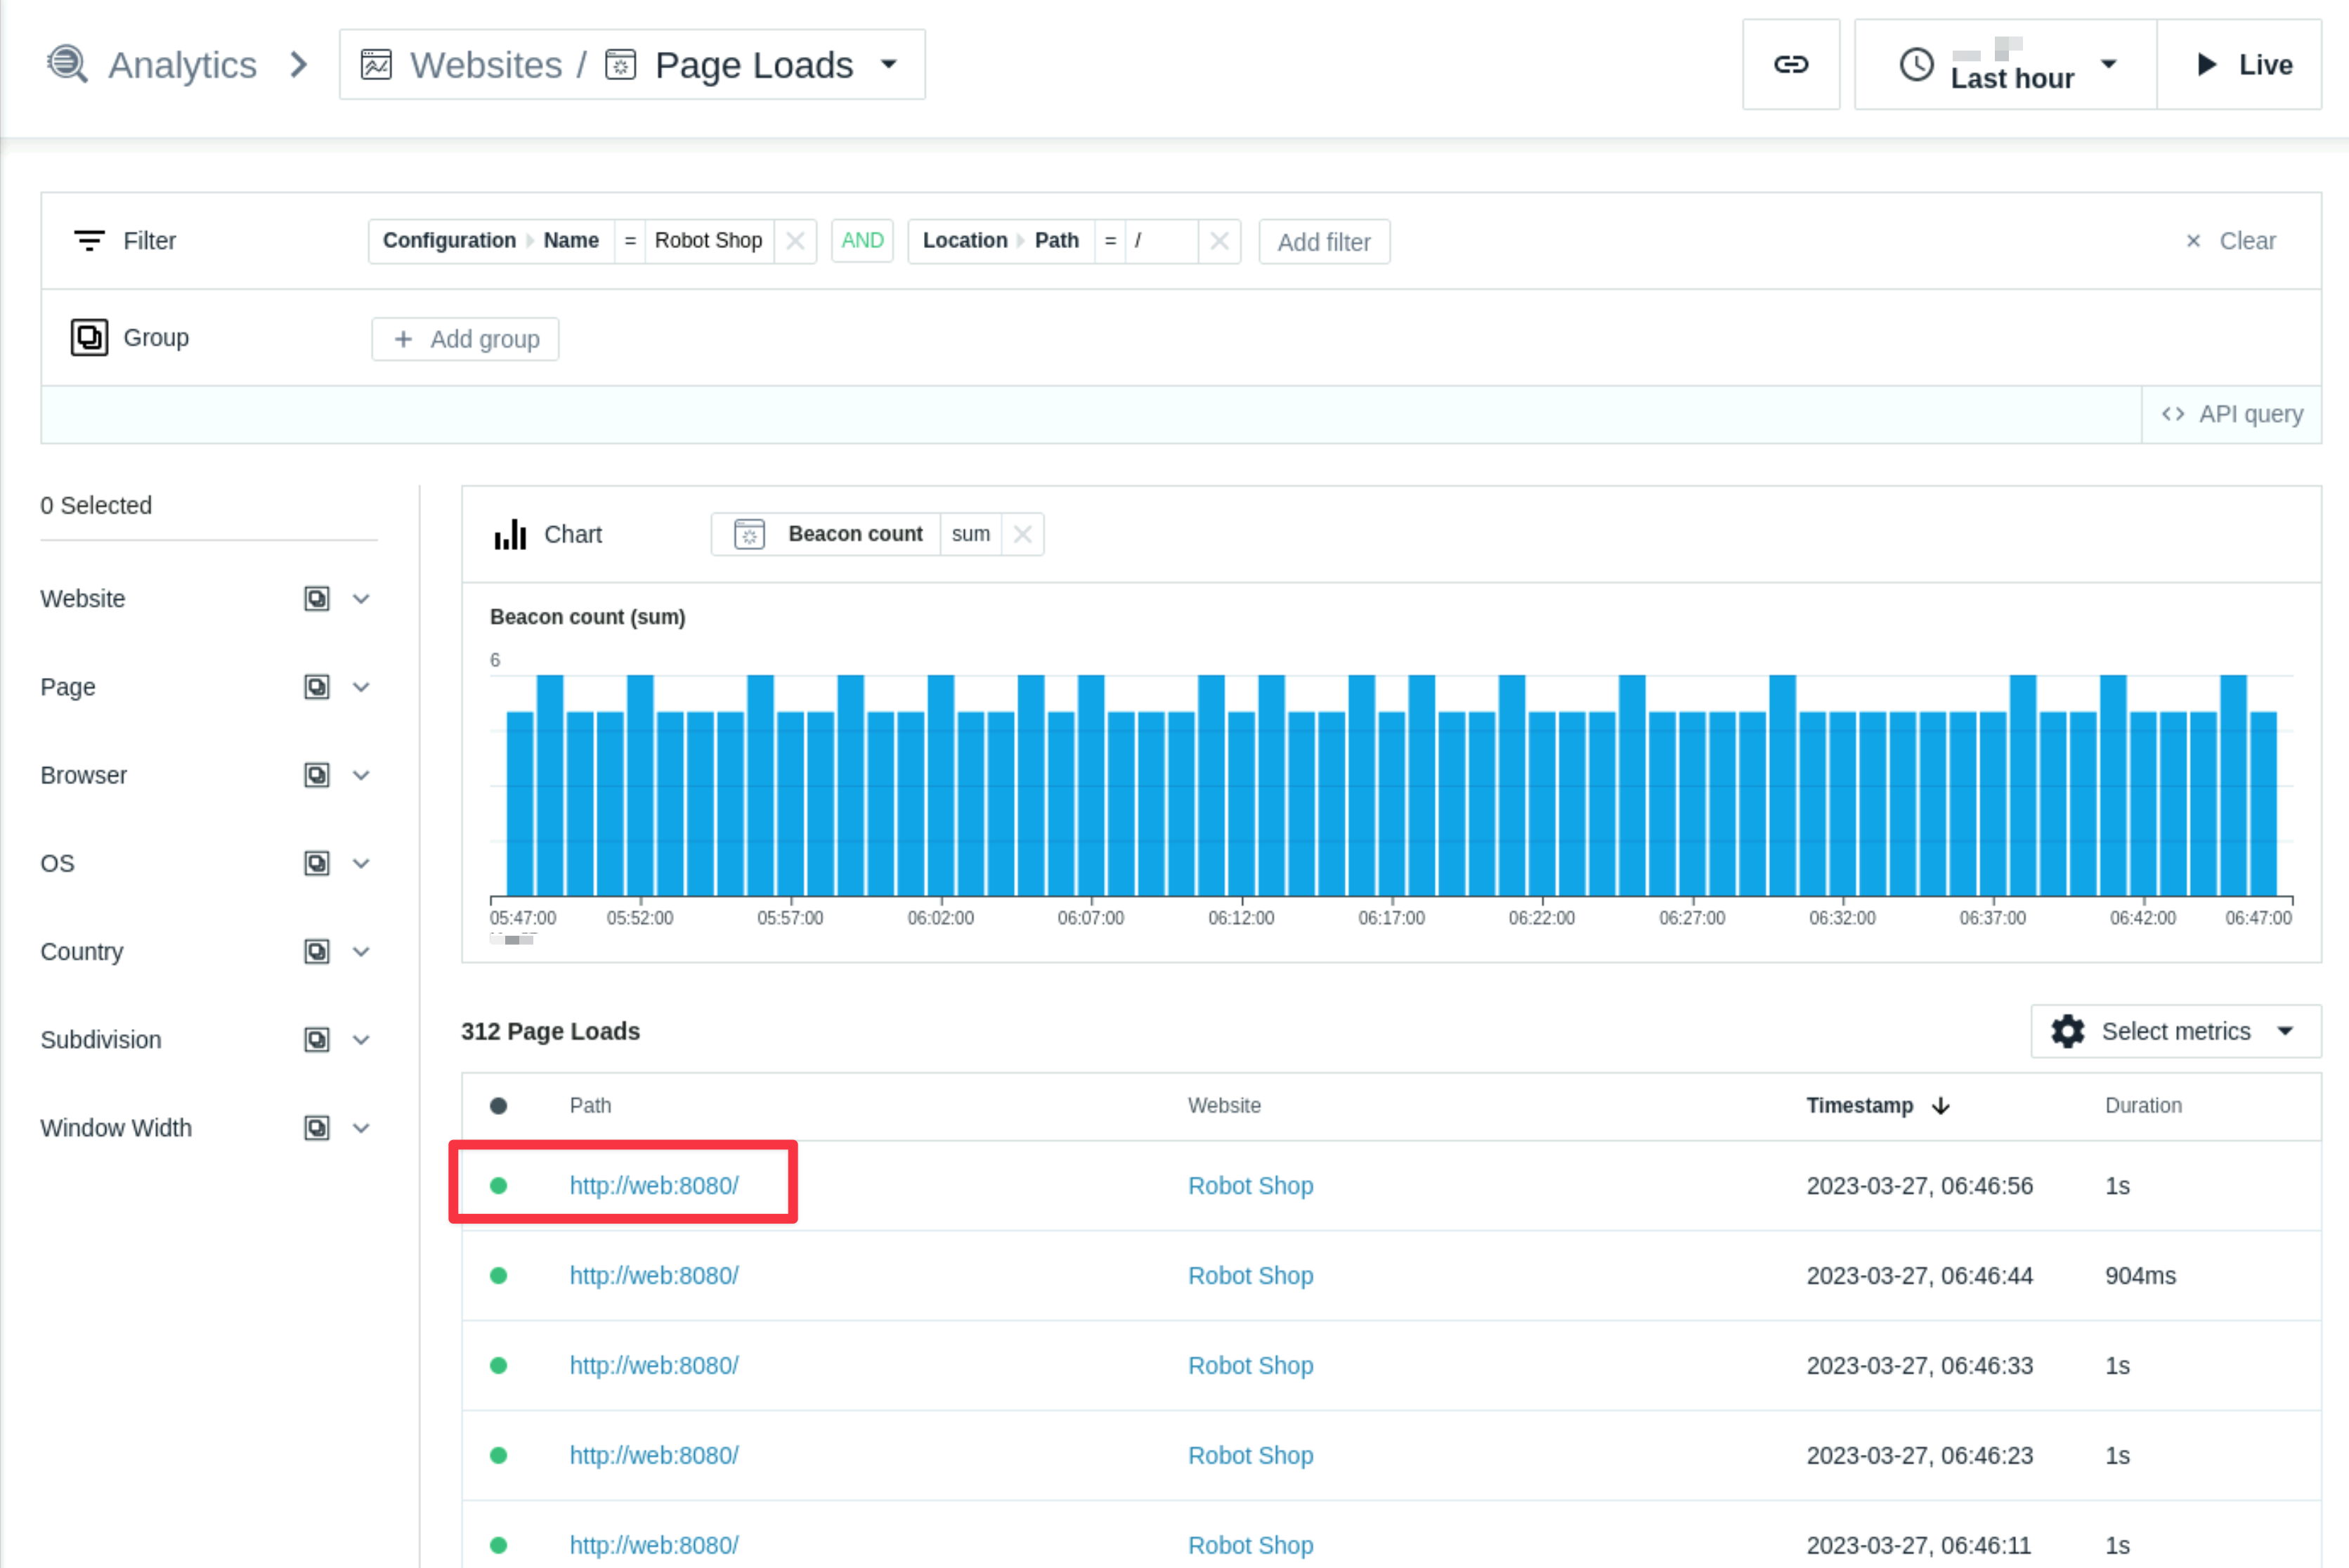 Analytics > Websites / Page Loads
Last hour
Live
Filter Configuration Name = Robot Shop AND Location Path = / Add filter × Clear
Group + Add group
<> API query
0 Selected
Website
Page
Browser
OS
Country
Subdivision
Window Width
Chart Beacon count sum
Beacon count (sum)
6
05:47:00 05:52:00 05:57:00 06:02:00 06:07:00 06:12:00 06:17:00 06:22:00 06:27:00 06:32:00 06:37:00 06:42:00 06:47:00
312 Page Loads Select metrics
Path Website Timestamp ↓ Duration
http://web:8080/ Robot Shop 2023-03-27, 06:46:56 1s
http://web:8080/ Robot Shop 2023-03-27, 06:46:44 904ms
http://web:8080/ Robot Shop 2023-03-27, 06:46:33 1s
http://web:8080/ Robot Shop 2023-03-27, 06:46:23 1s
http://web:8080/ Robot Shop 2023-03-27, 06:46:11 1s